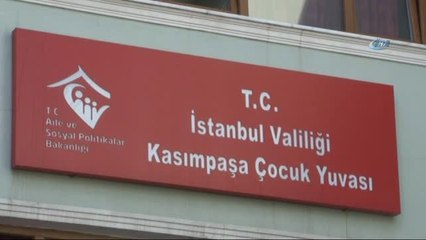 T.C.
Aile ve
Sosyal Politikalar
Bakanlığı
T.C.
İstanbul Valiliği
Kasımpaşa Çocuk Yuvası